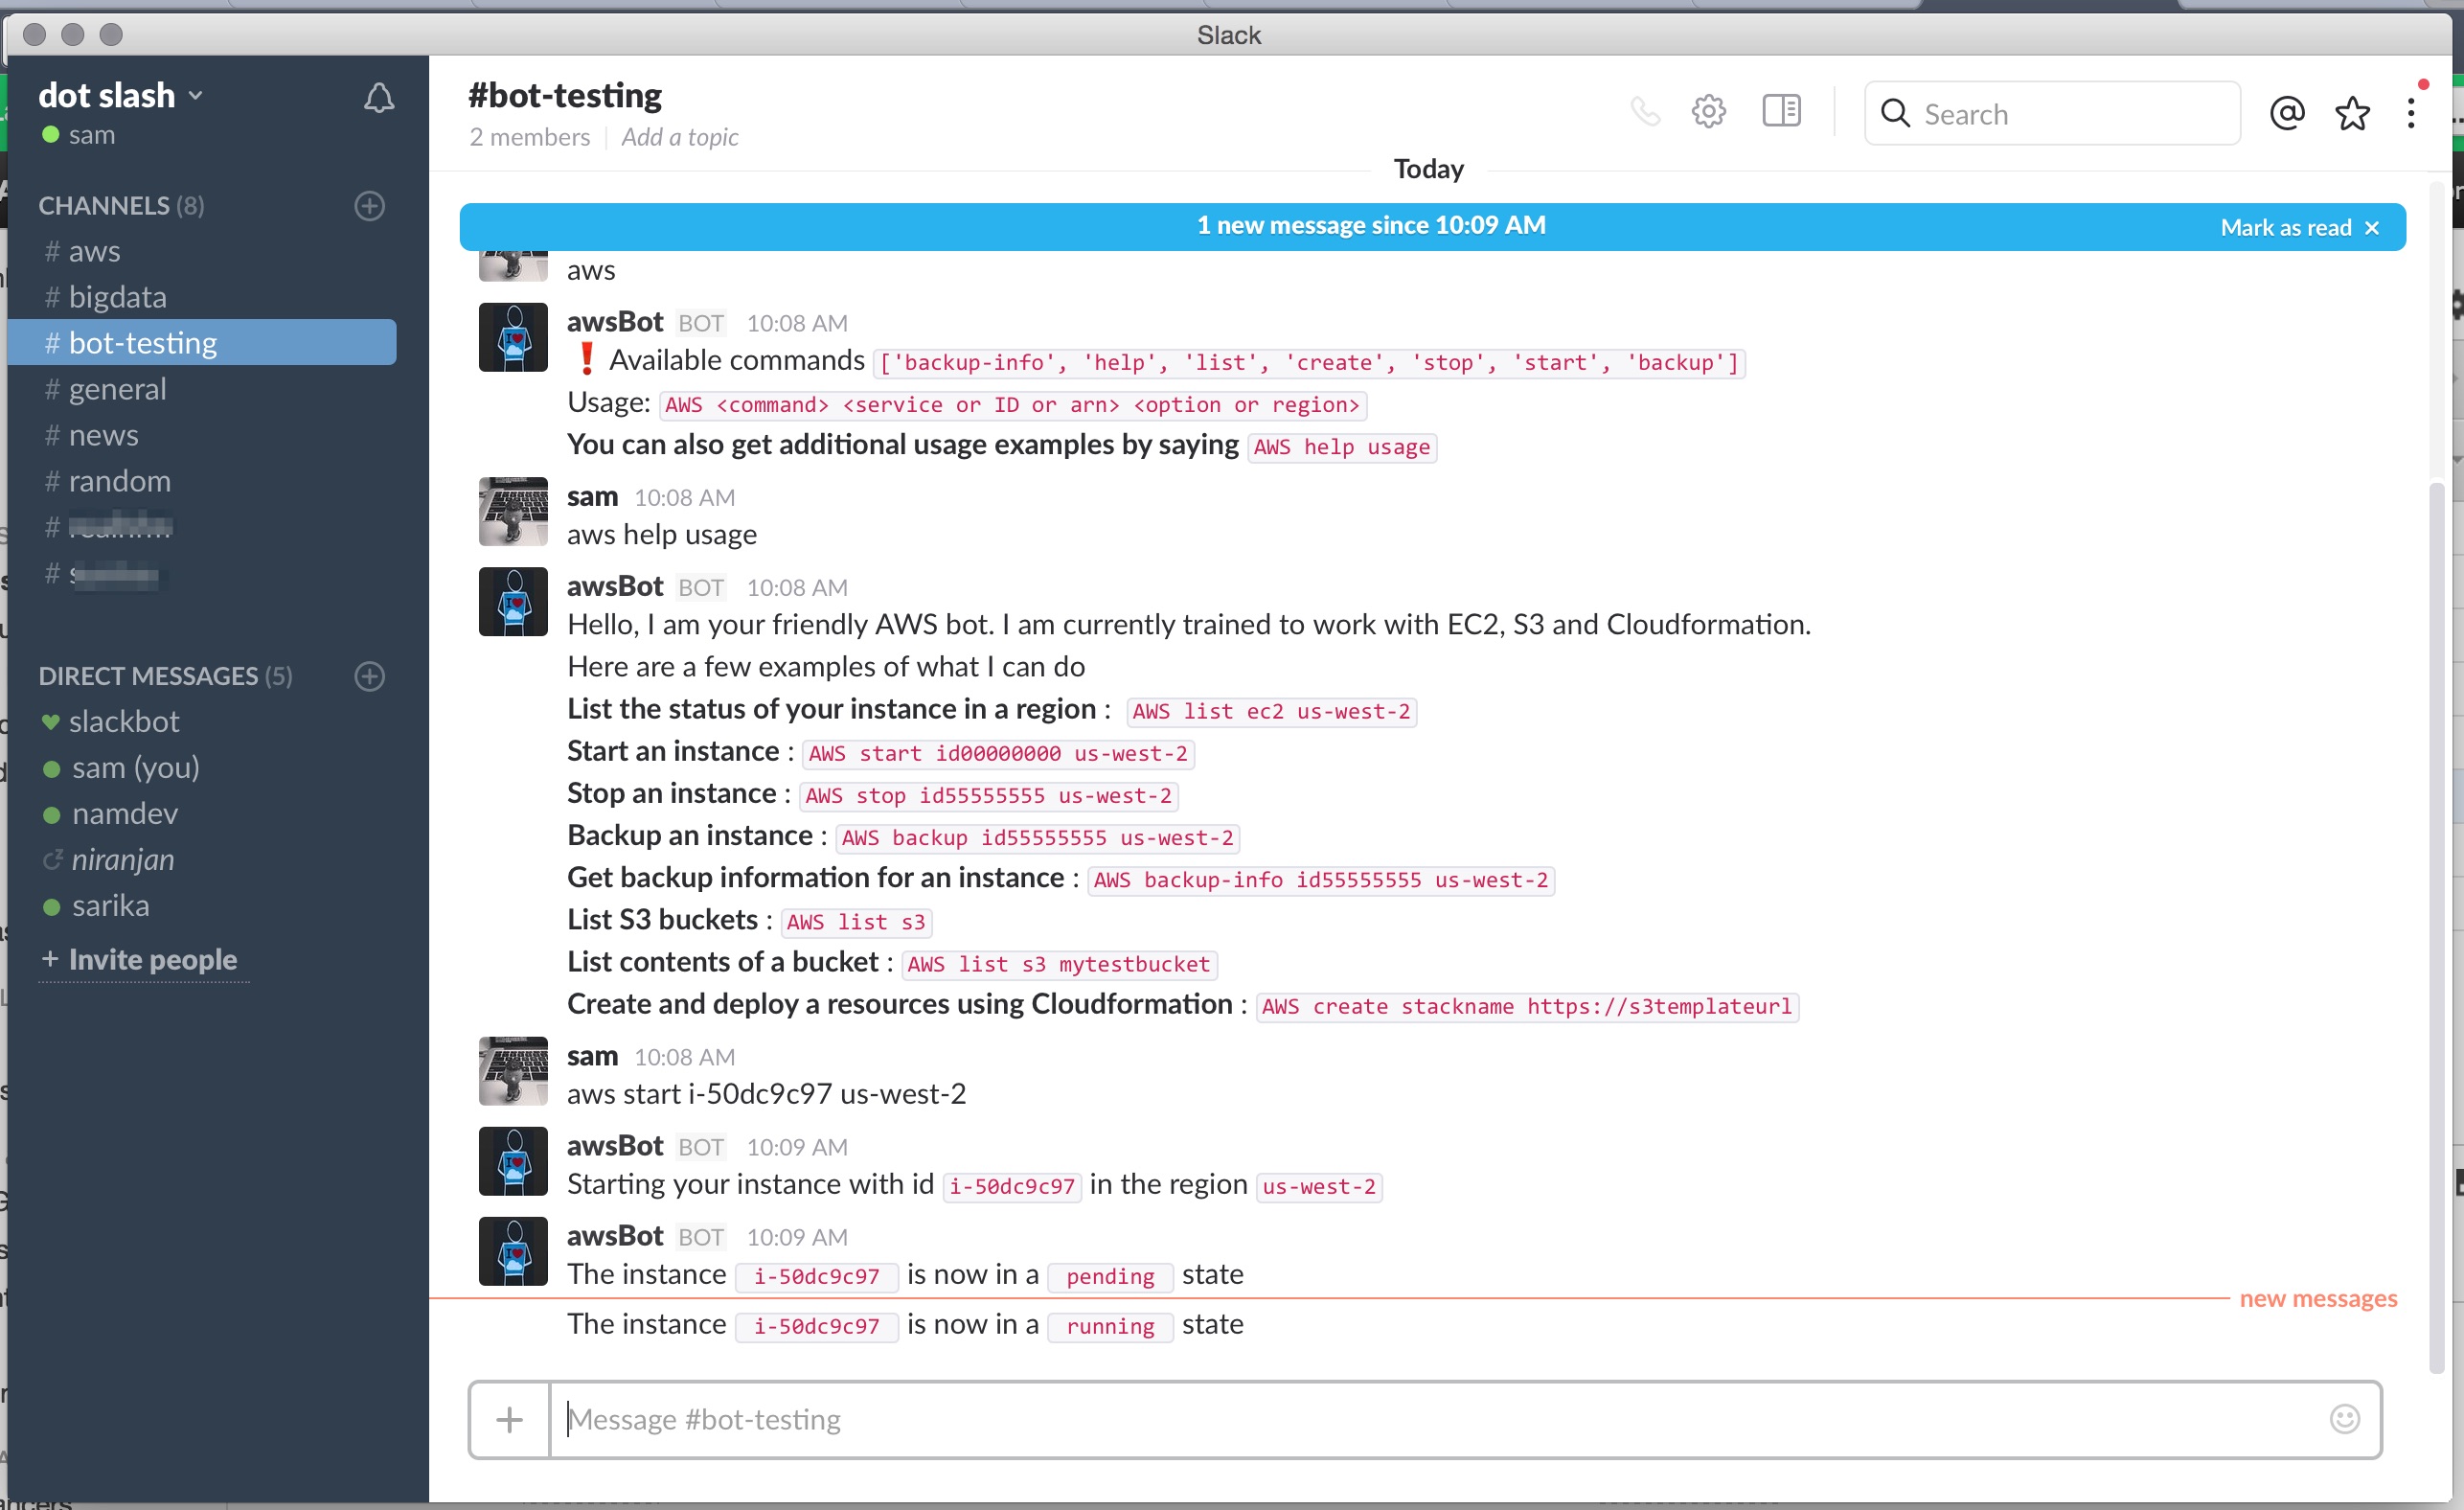 Slack
dot slash
sam
CHANNELS (8)
# aws
# bigdata
# bot-testing
# general
# news
# random
#
#
DIRECT MESSAGES (5)
slackbot
sam (you)
namdev
niranjan
sarika
+ Invite people
#bot-testing
2 members
Add a topic
Search
Today
1 new message since 10:09 AM
Mark as read ×
aws
awsBot BOT 10:08 AM
❗ Available commands ['backup-info', 'help', 'list', 'create', 'stop', 'start', 'backup']
Usage: AWS <command> <service or ID or arn> <option or region>
You can also get additional usage examples by saying AWS help usage
sam 10:08 AM
aws help usage
awsBot BOT 10:08 AM
Hello, I am your friendly AWS bot. I am currently trained to work with EC2, S3 and Cloudformation.
Here are a few examples of what I can do
List the status of your instance in a region : AWS list ec2 us-west-2
Start an instance : AWS start id00000000 us-west-2
Stop an instance : AWS stop id55555555 us-west-2
Backup an instance : AWS backup id55555555 us-west-2
Get backup information for an instance : AWS backup-info id55555555 us-west-2
List S3 buckets : AWS list s3
List contents of a bucket : AWS list s3 mytestbucket
Create and deploy a resources using Cloudformation : AWS create stackname https://s3templateurl
sam 10:08 AM
aws start i-50dc9c97 us-west-2
awsBot BOT 10:09 AM
Starting your instance with id i-50dc9c97 in the region us-west-2
awsBot BOT 10:09 AM
The instance i-50dc9c97 is now in a pending state
new messages
The instance i-50dc9c97 is now in a running state
Message #bot-testing